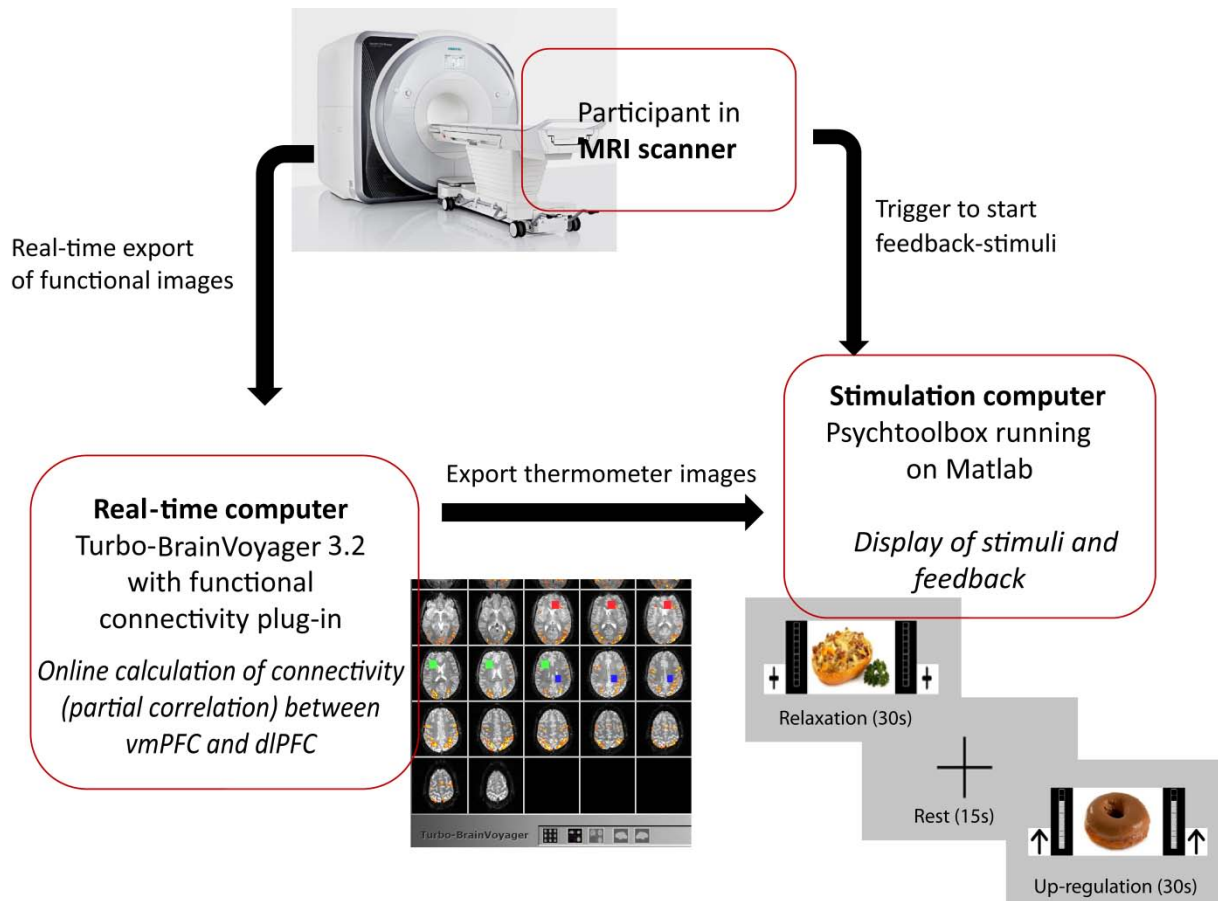 Participant in
MRI scanner
Real-time export
of functional images
Trigger to start
feedback-stimuli
Stimulation computer
Psychtoolbox running
on Matlab
Display of stimuli and
feedback
Export thermometer images
Real-time computer
Turbo-BrainVoyager 3.2
with functional
connectivity plug-in
Online calculation of connectivity
(partial correlation) between
vmPFC and dlPFC
Turbo-BrainVoyager
Relaxation (30s)
Rest (15s)
Up-regulation (30s)